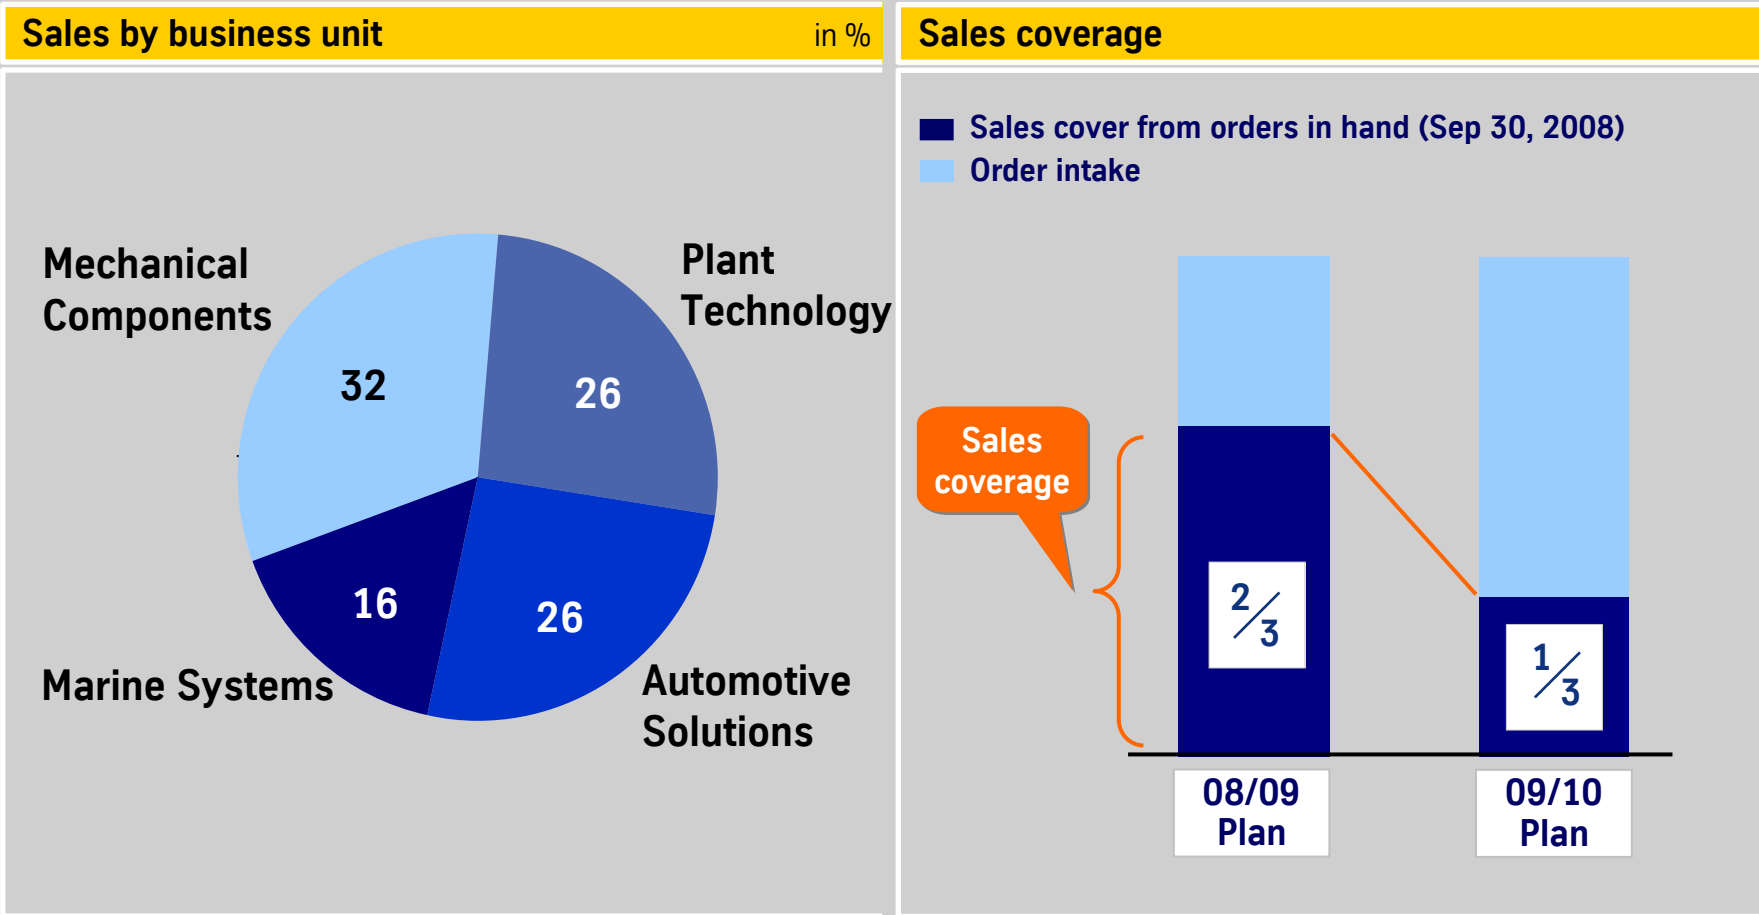 Sales by business unit
in %
Mechanical
Components
Plant
Technology
32
26
16
26
Marine Systems
Automotive
Solutions
Sales coverage
Sales cover from orders in hand (Sep 30, 2008)
Order intake
Sales
coverage
2/3
1/3
08/09
Plan
09/10
Plan